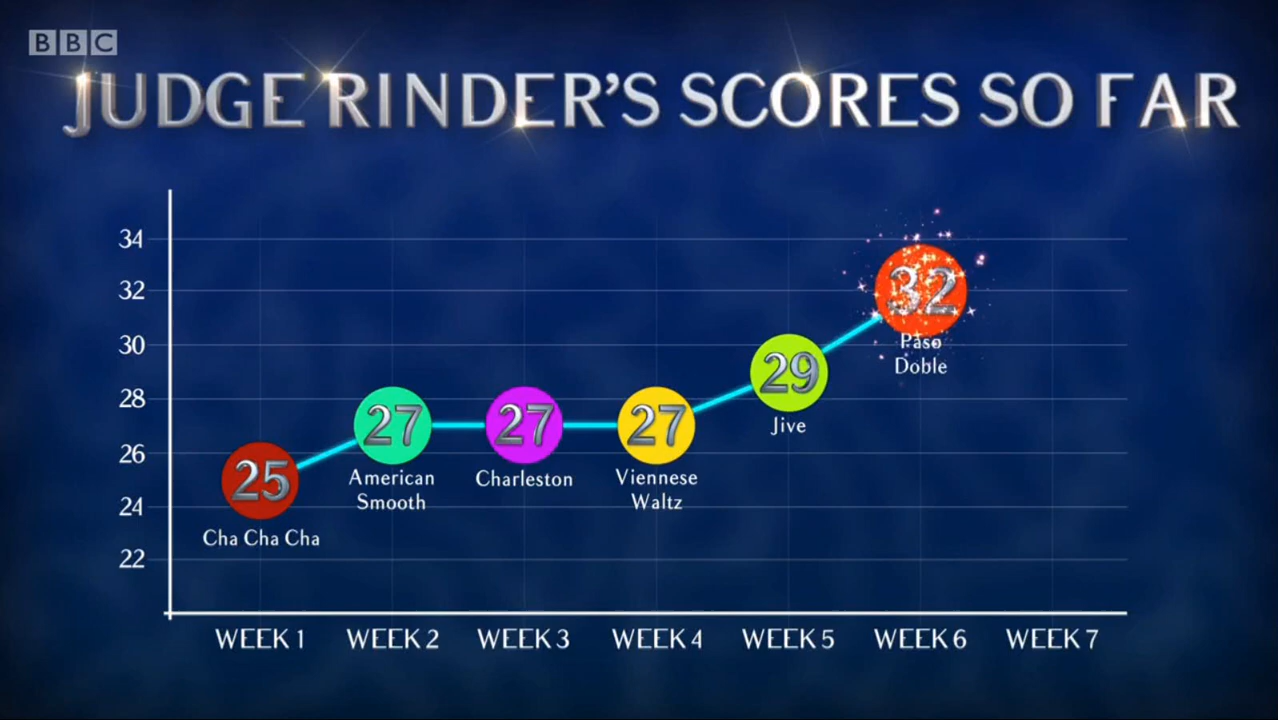 BBC
JUDGE RINDER'S SCORES SO FAR
34
32
30
28
26
24
22
25
Cha Cha Cha
27
American
Smooth
27
Charleston
27
Viennese
Waltz
29
Jive
32
Paso
Doble
WEEK 1 WEEK 2 WEEK 3 WEEK 4 WEEK 5 WEEK 6 WEEK 7